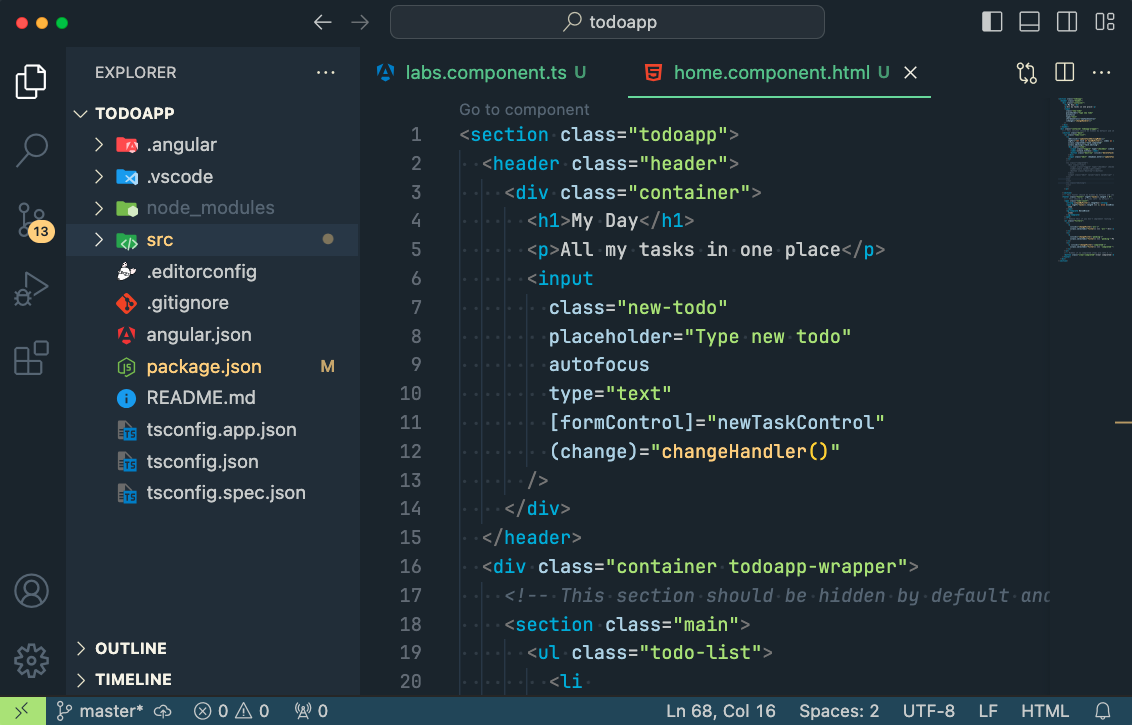 todoapp
EXPLORER
TODOAPP
.angular
.vscode
node_modules
src
.editorconfig
.gitignore
angular.json
package.json M
README.md
tsconfig.app.json
tsconfig.json
tsconfig.spec.json
OUTLINE
TIMELINE
13
labs.component.ts U
home.component.html U
Go to component
1 <section class="todoapp">
2 <header class="header">
3 <div class="container">
4 <h1>My Day</h1>
5 <p>All my tasks in one place</p>
6 <input
7 class="new-todo"
8 placeholder="Type new todo"
9 autofocus
10 type="text"
11 [formControl]="newTaskControl"
12 (change)="changeHandler()"
13 />
14 </div>
15 </header>
16 <div class="container todoapp-wrapper">
17 <!-- This section should be hidden by default and
18 <section class="main">
19 <ul class="todo-list">
20 <li
master* 0 0 0 Ln 68, Col 16 Spaces: 2 UTF-8 LF HTML